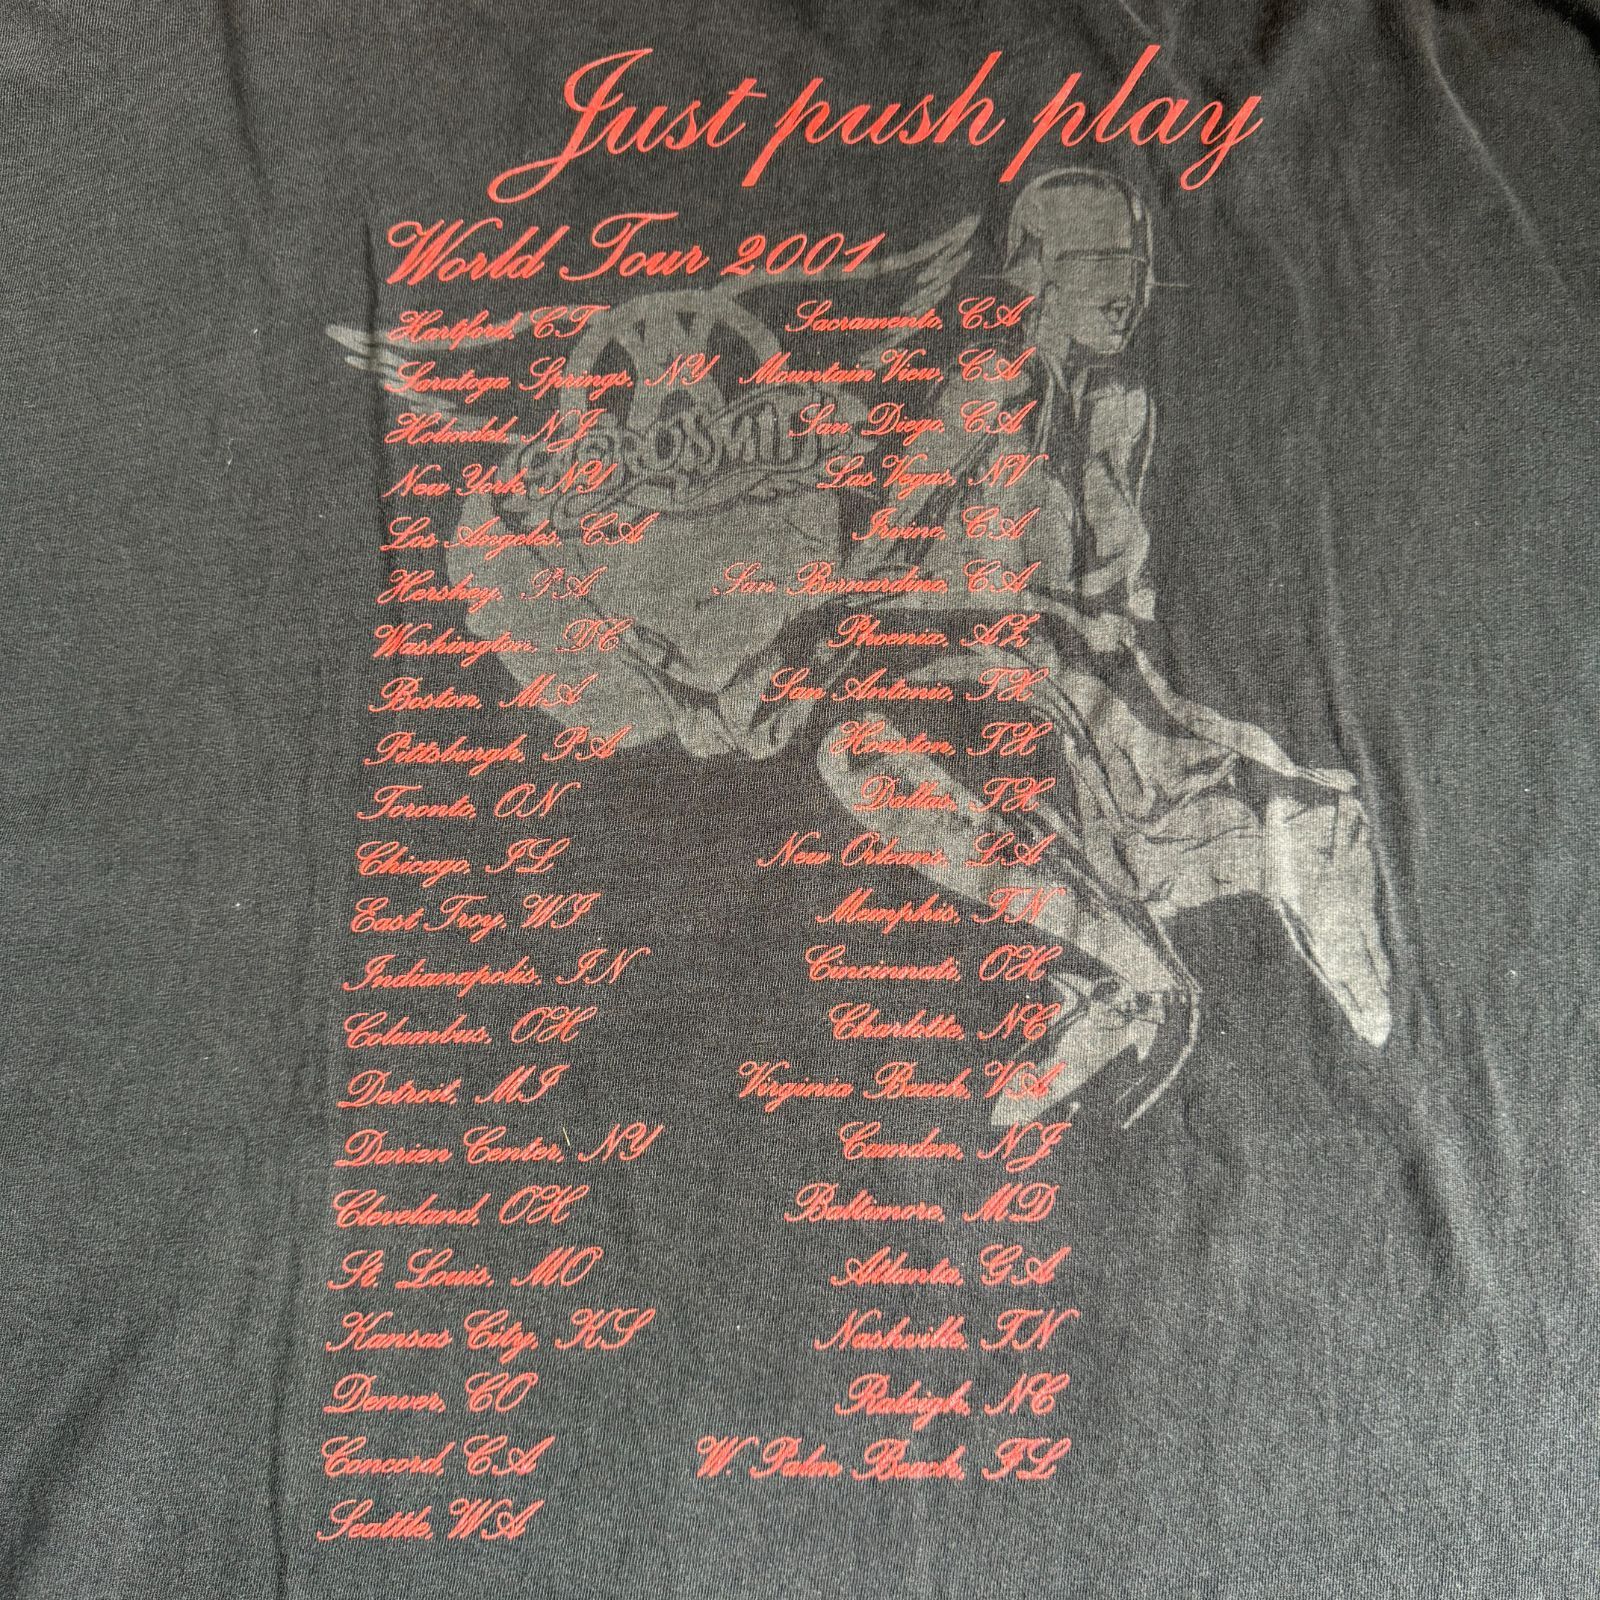 Just push play
World Tour 2001
Hartford, CT
Saratoga Springs, NY
Holmdel, NJ
New York, NY
Los Angeles, CA
Hershey, PA
Washington, DC
Boston, MA
Pittsburgh, PA
Toronto, ON
Chicago, IL
East Troy, WI
Indianapolis, IN
Columbus, OH
Detroit, MI
Darien Center, NY
Cleveland, OH
St. Louis, MO
Kansas City, KS
Denver, CO
Concord, CA
Seattle, WA
Sacramento, CA
Mountain View, CA
San Diego, CA
Las Vegas, NV
Irvine, CA
San Bernardino, CA
Phoenix, AZ
San Antonio, TX
Houston, TX
Dallas, TX
New Orleans, LA
Memphis, TN
Cincinnati, OH
Charlotte, NC
Virginia Beach, VA
Camden, NJ
Baltimore, MD
Atlanta, GA
Nashville, TN
Raleigh, NC
W. Palm Beach, FL
AEROSMITH